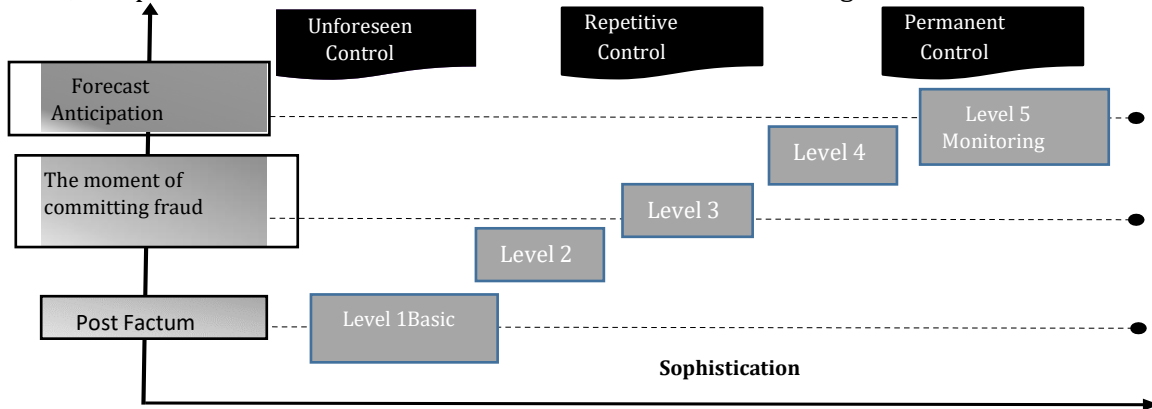 Unforeseen
Control
Repetitive
Control
Permanent
Control
Forecast
Anticipation
Level 5
Monitoring
Level 4
The moment of
committing fraud
Level 3
Level 2
Post Factum
Level 1Basic
Sophistication